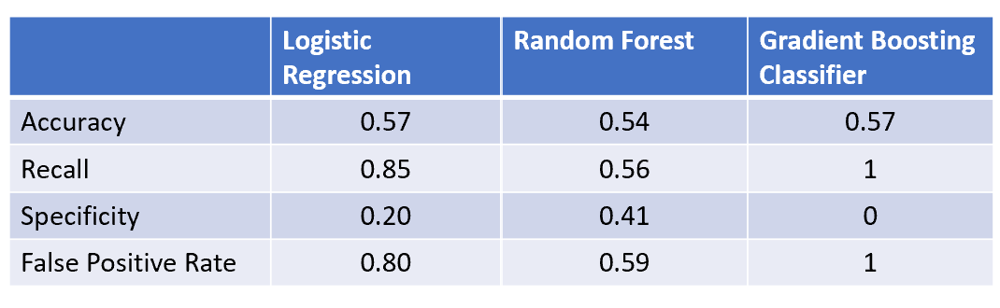 Logistic Regression Random Forest Gradient Boosting Classifier
Accuracy 0.57 0.54 0.57
Recall 0.85 0.56 1
Specificity 0.20 0.41 0
False Positive Rate 0.80 0.59 1